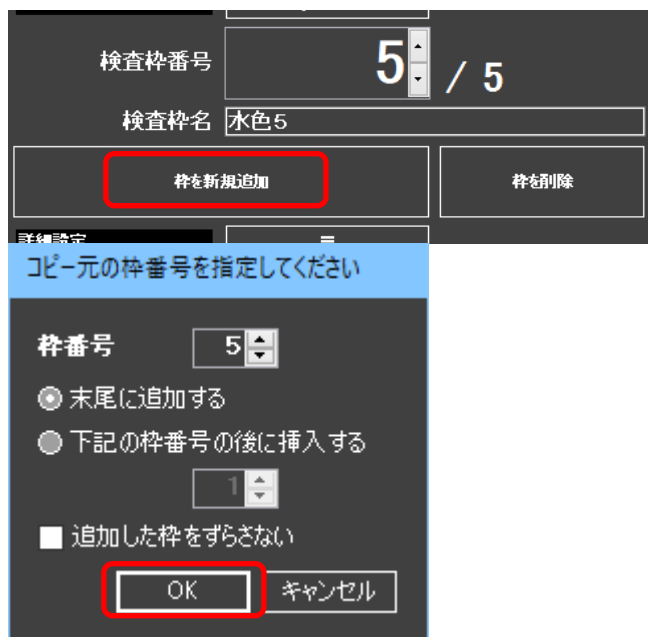 検査枠番号
5 / 5
検査枠名 水色5
枠を新規追加 枠を削除
詳細設定
コピー元の枠番号を指定してください
枠番号 5
末尾に追加する
下記の枠番号の後に挿入する
1
追加した枠をずらさない
OK キャンセル